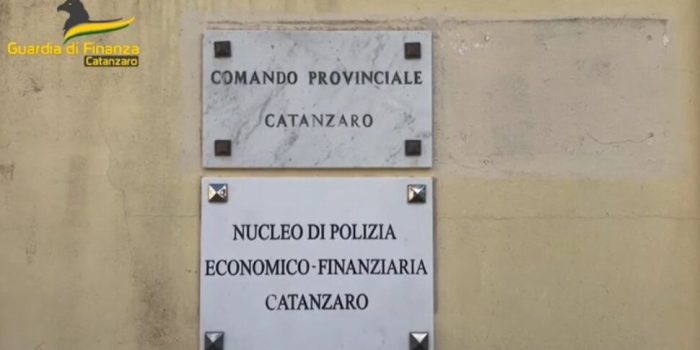 Guardia di Finanza
Catanzaro
COMANDO PROVINCIALE
CATANZARO
NUCLEO DI POLIZIA
ECONOMICO-FINANZIARIA
CATANZARO